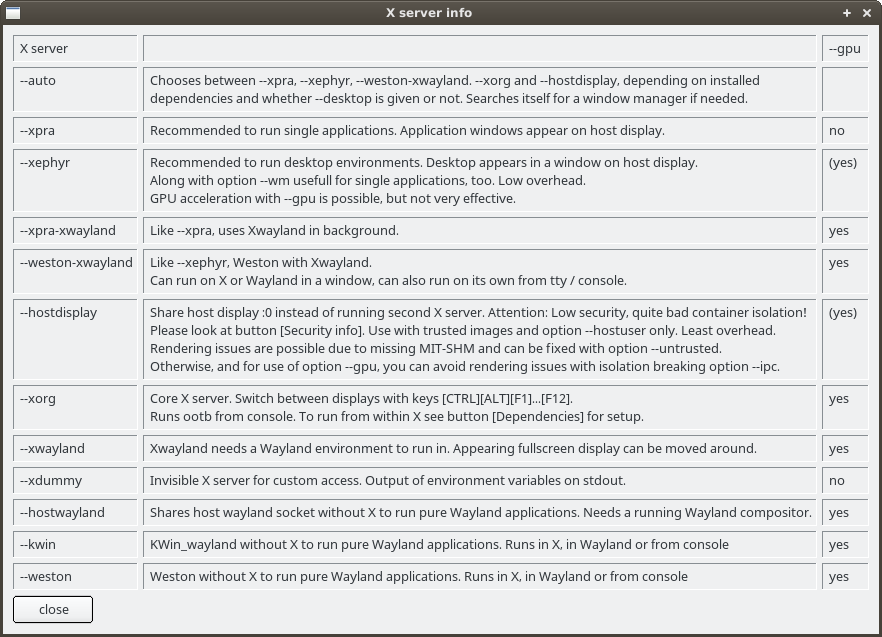 X server info
X server --gpu
--auto Chooses between --xpra, --xephyr, --weston-xwayland. --xorg and --hostdisplay, depending on installed
dependencies and whether --desktop is given or not. Searches itself for a window manager if needed.
--xpra Recommended to run single applications. Application windows appear on host display. no
--xephyr Recommended to run desktop environments. Desktop appears in a window on host display. (yes)
Along with option --wm usefull for single applications, too. Low overhead.
GPU acceleration with --gpu is possible, but not very effective.
--xpra-xwayland Like --xpra, uses Xwayland in background. yes
--weston-xwayland Like --xephyr, Weston with Xwayland. yes
Can run on X or Wayland in a window, can also run on its own from tty / console.
--hostdisplay Share host display :0 instead of running second X server. Attention: Low security, quite bad container isolation! (yes)
Please look at button [Security info]. Use with trusted images and option --hostuser only. Least overhead.
Rendering issues are possible due to missing MIT-SHM and can be fixed with option --untrusted.
Otherwise, and for use of option --gpu, you can avoid rendering issues with isolation breaking option --ipc.
--xorg Core X server. Switch between displays with keys [CTRL][ALT][F1]...[F12]. yes
Runs ootb from console. To run from within X see button [Dependencies] for setup.
--xwayland Xwayland needs a Wayland environment to run in. Appearing fullscreen display can be moved around. yes
--xdummy Invisible X server for custom access. Output of environment variables on stdout. no
--hostwayland Shares host wayland socket without X to run pure Wayland applications. Needs a running Wayland compositor. yes
--kwin KWin_wayland without X to run pure Wayland applications. Runs in X, in Wayland or from console yes
--weston Weston without X to run pure Wayland applications. Runs in X, in Wayland or from console yes
close